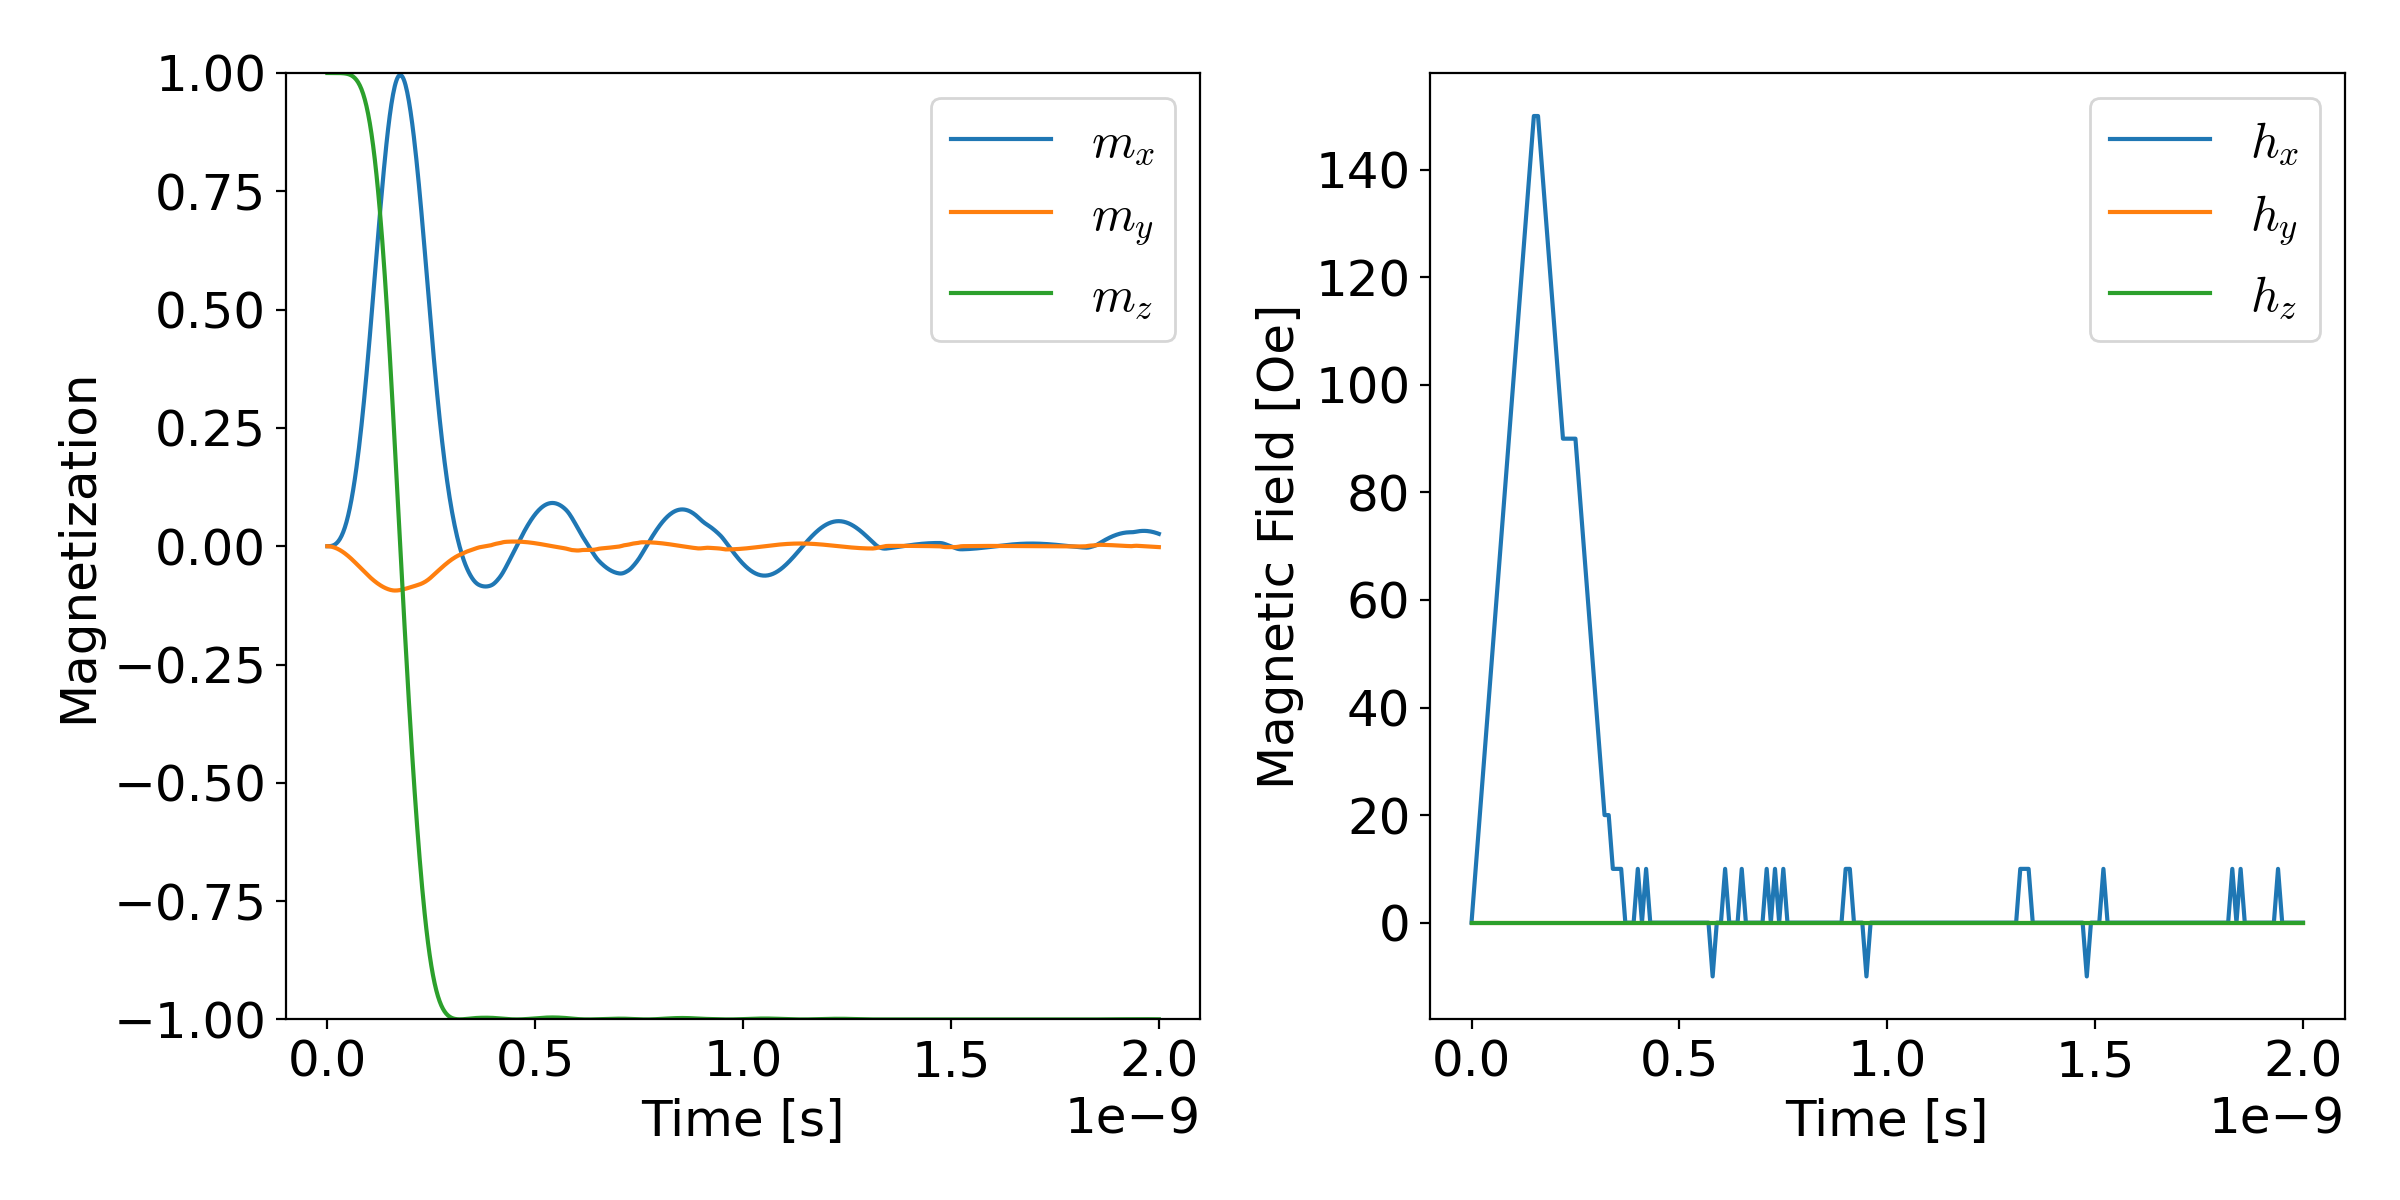 Magnetization
1.00
0.75
0.50
0.25
0.00
−0.25
−0.50
−0.75
−1.00
0.0 0.5 1.0 1.5 2.0
Time [s]
1e−9
m_x
m_y
m_z
Magnetic Field [Oe]
140
120
100
80
60
40
20
0
0.0 0.5 1.0 1.5 2.0
Time [s]
1e−9
h_x
h_y
h_z